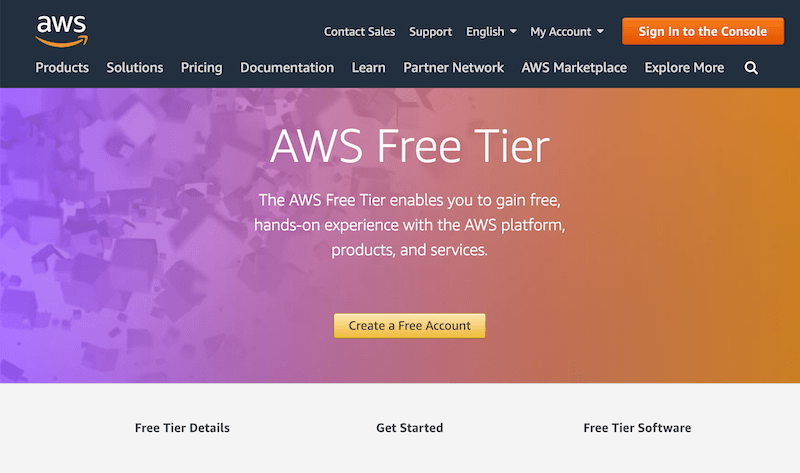 aws
Contact Sales Support English My Account Sign In to the Console
Products Solutions Pricing Documentation Learn Partner Network AWS Marketplace Explore More
AWS Free Tier
The AWS Free Tier enables you to gain free,
hands-on experience with the AWS platform,
products, and services.
Create a Free Account
Free Tier Details Get Started Free Tier Software